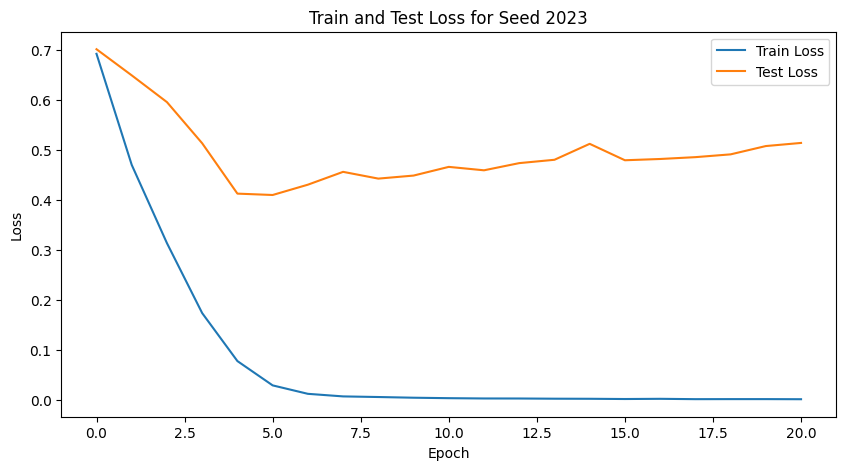 Train and Test Loss for Seed 2023
Train Loss
Test Loss
0.7
0.6
0.5
0.4
0.3
0.2
0.1
0.0
Loss
0.0 2.5 5.0 7.5 10.0 12.5 15.0 17.5 20.0
Epoch